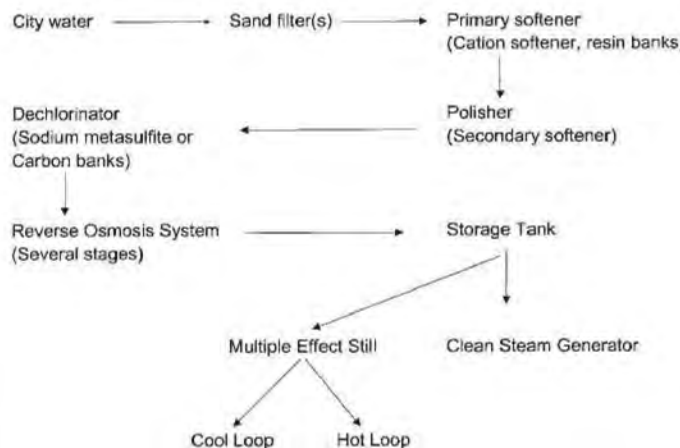 City water
Sand filter(s)
Primary softener
(Cation softener, resin banks
Dechlorinator
(Sodium metasulfite or
Carbon banks)
Polisher
(Secondary softener)
Reverse Osmosis System
(Several stages)
Storage Tank
Multiple Effect Still
Clean Steam Generator
Cool Loop
Hot Loop